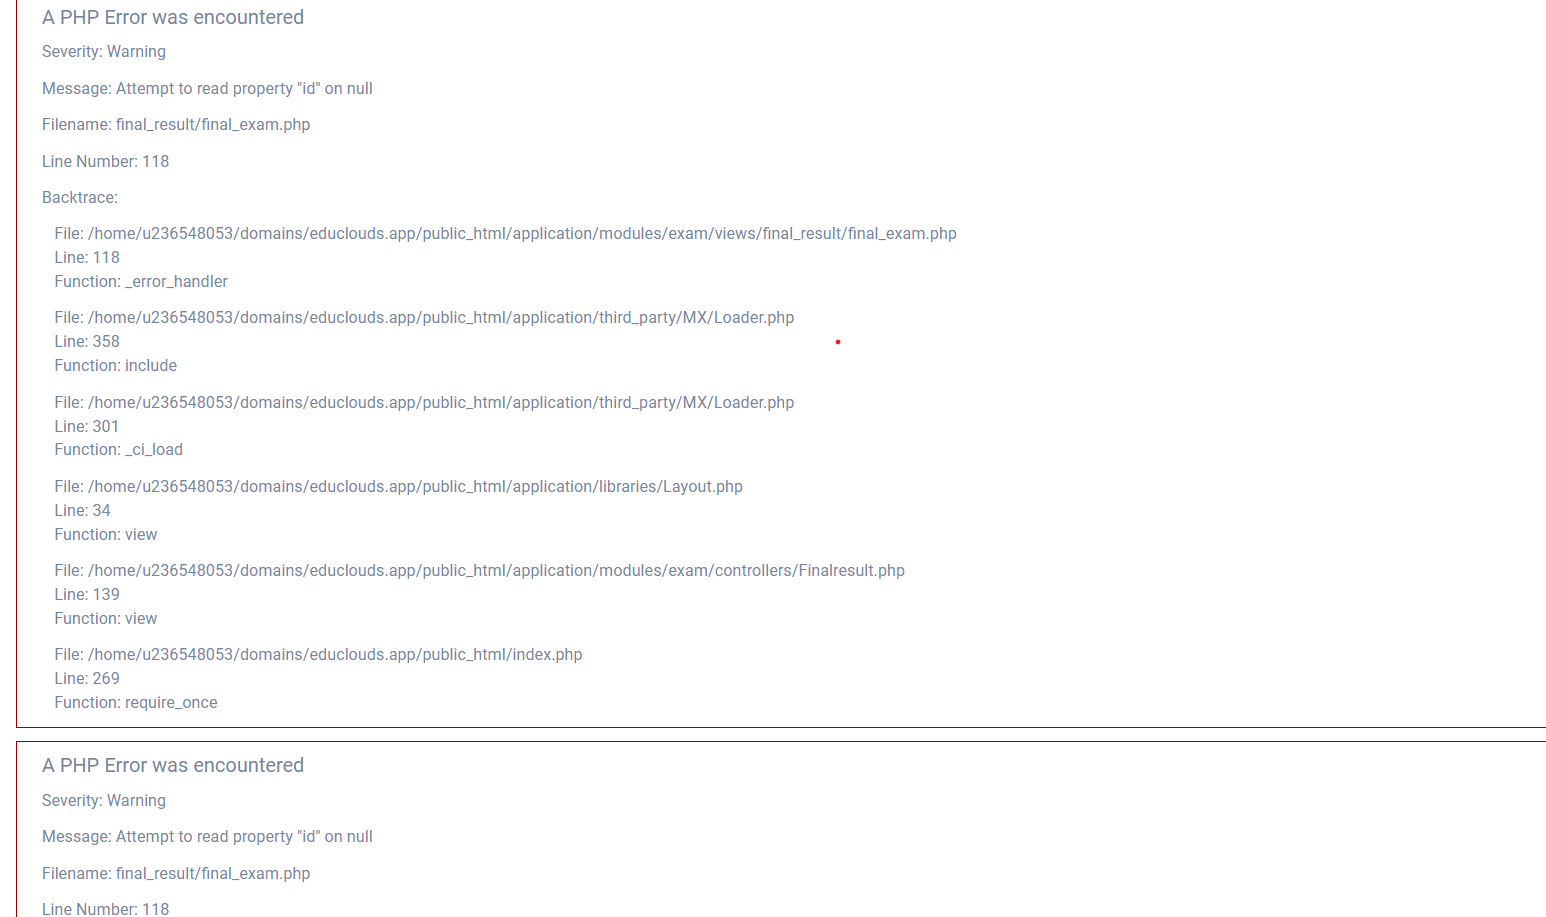 A PHP Error was encountered
Severity: Warning
Message: Attempt to read property "id" on null
Filename: final_result/final_exam.php
Line Number: 118
Backtrace:
File: /home/u236548053/domains/educlouds.app/public_html/application/modules/exam/views/final_result/final_exam.php
Line: 118
Function: _error_handler
File: /home/u236548053/domains/educlouds.app/public_html/application/third_party/MX/Loader.php
Line: 358
Function: include
File: /home/u236548053/domains/educlouds.app/public_html/application/third_party/MX/Loader.php
Line: 301
Function: _ci_load
File: /home/u236548053/domains/educlouds.app/public_html/application/libraries/Layout.php
Line: 34
Function: view
File: /home/u236548053/domains/educlouds.app/public_html/application/modules/exam/controllers/Finalresult.php
Line: 139
Function: view
File: /home/u236548053/domains/educlouds.app/public_html/index.php
Line: 269
Function: require_once
A PHP Error was encountered
Severity: Warning
Message: Attempt to read property "id" on null
Filename: final_result/final_exam.php
Line Number: 118